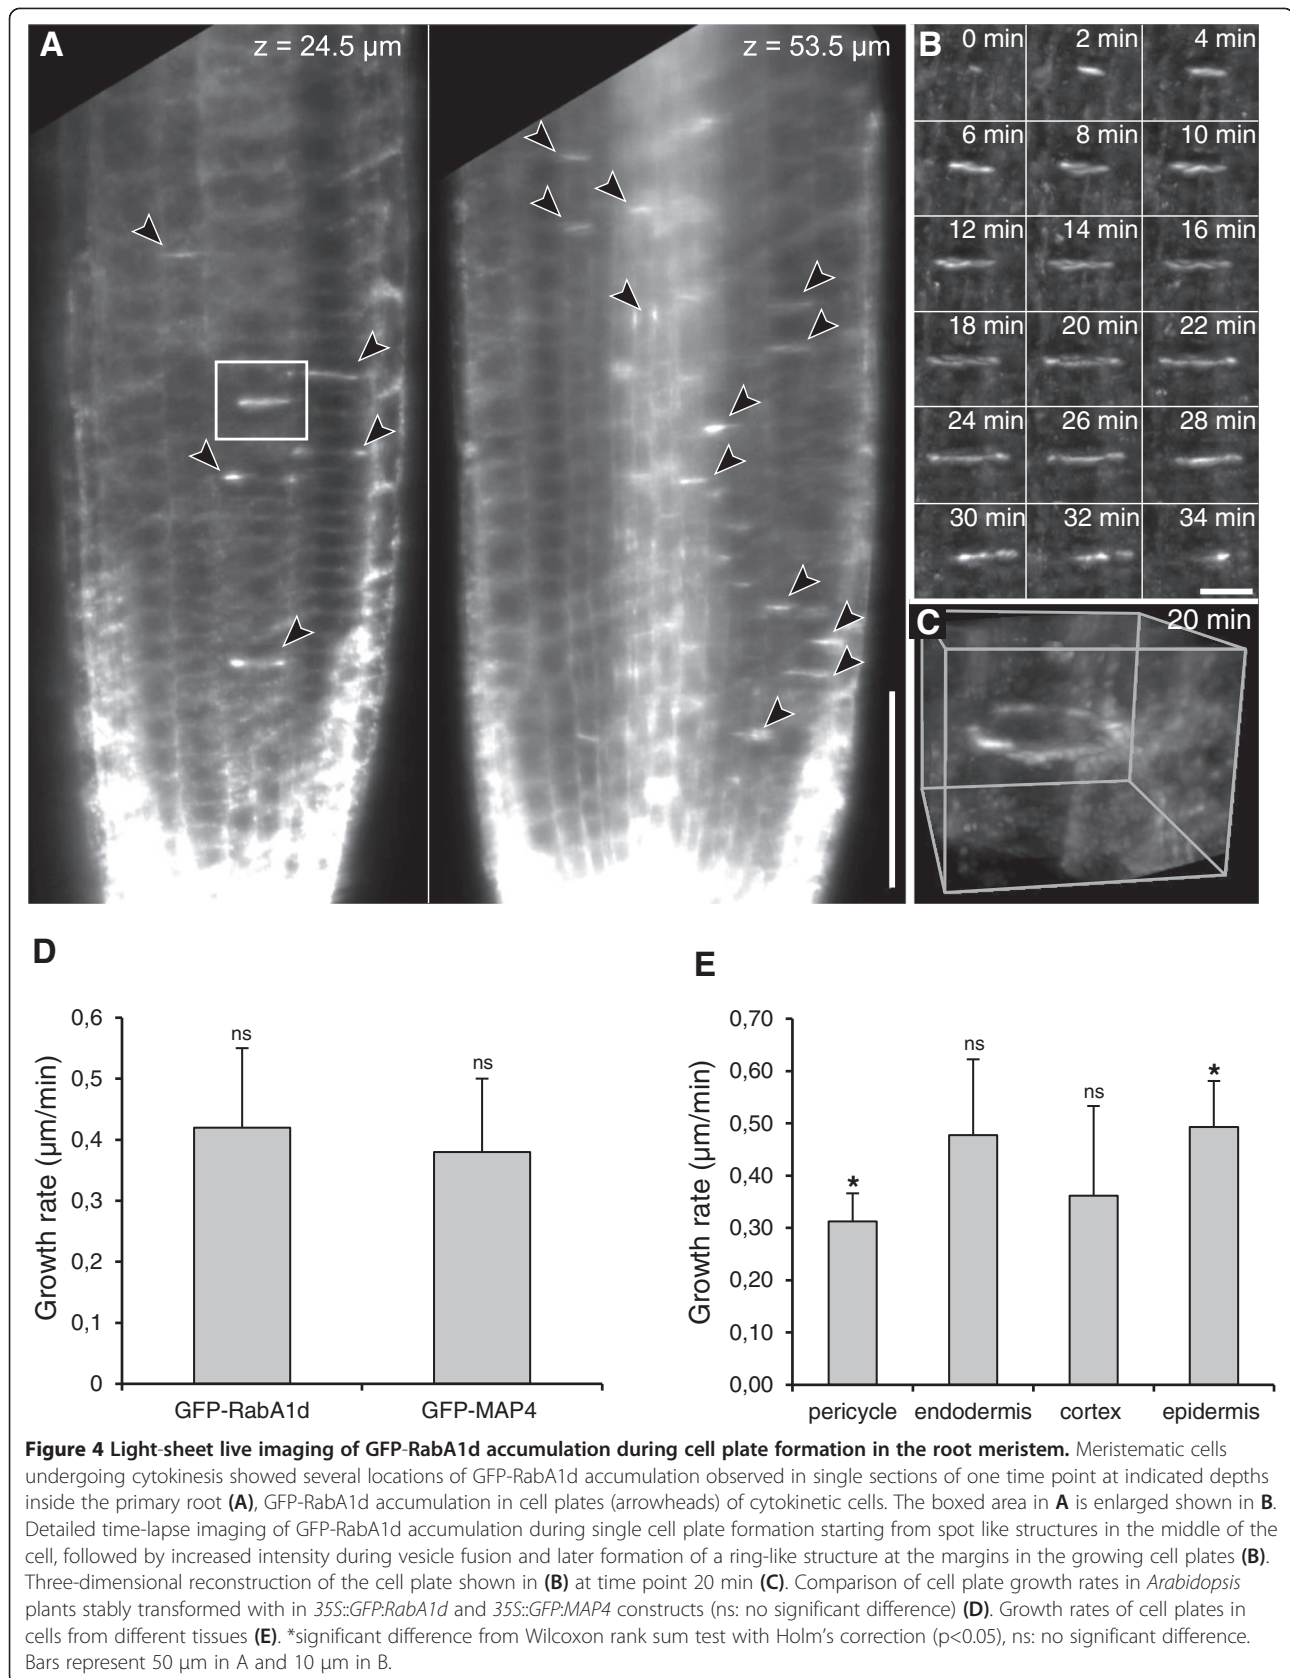 A
z = 24.5 µm
z = 53.5 µm
B
0 min
2 min
4 min
6 min
8 min
10 min
12 min
14 min
16 min
18 min
20 min
22 min
24 min
26 min
28 min
30 min
32 min
34 min
C
20 min
D
Growth rate (µm/min)
0,6
0,5
0,4
0,3
0,2
0,1
0
ns
ns
GFP-RabA1d
GFP-MAP4
E
Growth rate (µm/min)
0,70
0,60
0,50
0,40
0,30
0,20
0,10
0,00
*
ns
ns
*
pericycle
endodermis
cortex
epidermis
Figure 4 Light-sheet live imaging of GFP-RabA1d accumulation during cell plate formation in the root meristem. Meristematic cells
undergoing cytokinesis showed several locations of GFP-RabA1d accumulation observed in single sections of one time point at indicated depths
inside the primary root (A), GFP-RabA1d accumulation in cell plates (arrowheads) of cytokinetic cells. The boxed area in A is enlarged shown in B.
Detailed time-lapse imaging of GFP-RabA1d accumulation during single cell plate formation starting from spot like structures in the middle of the
cell, followed by increased intensity during vesicle fusion and later formation of a ring-like structure at the margins in the growing cell plates (B).
Three-dimensional reconstruction of the cell plate shown in (B) at time point 20 min (C). Comparison of cell plate growth rates in Arabidopsis
plants stably transformed with in 35S::GFP:RabA1d and 35S::GFP:MAP4 constructs (ns: no significant difference) (D). Growth rates of cell plates in
cells from different tissues (E). *significant difference from Wilcoxon rank sum test with Holm's correction (p<0.05), ns: no significant difference.
Bars represent 50 µm in A and 10 µm in B.